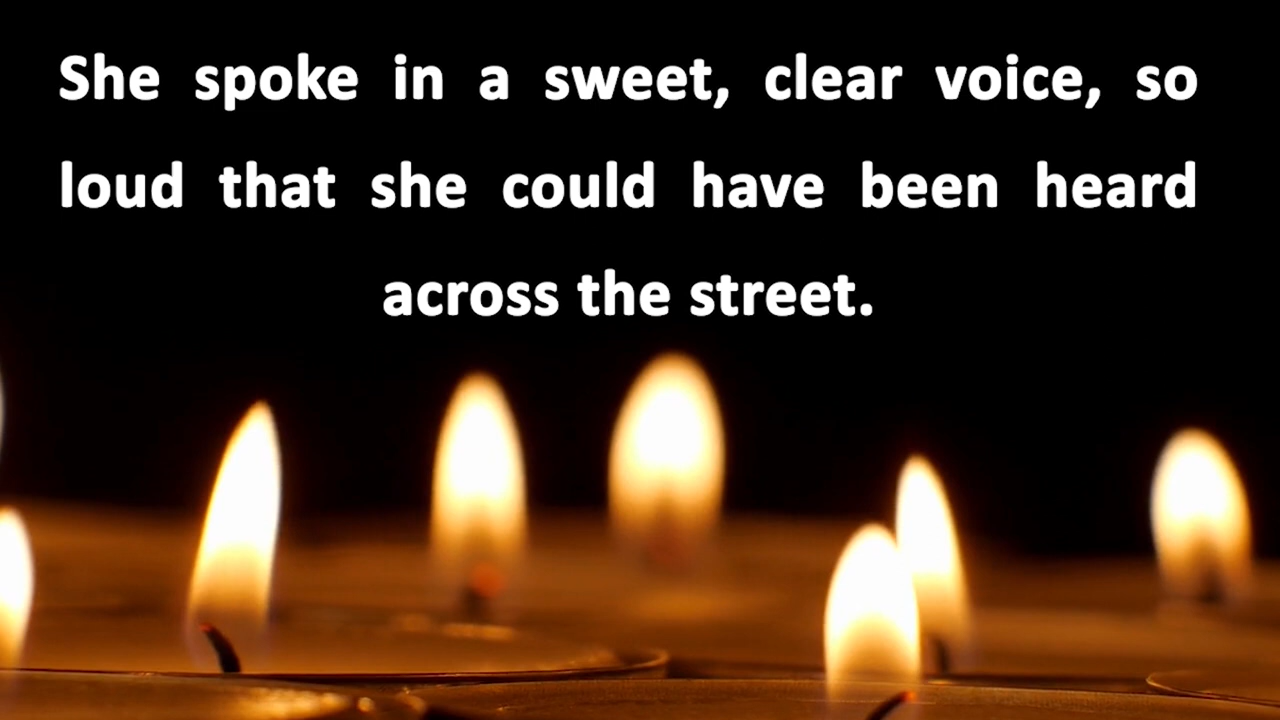 She spoke in a sweet, clear voice, so
loud that she could have been heard
across the street.